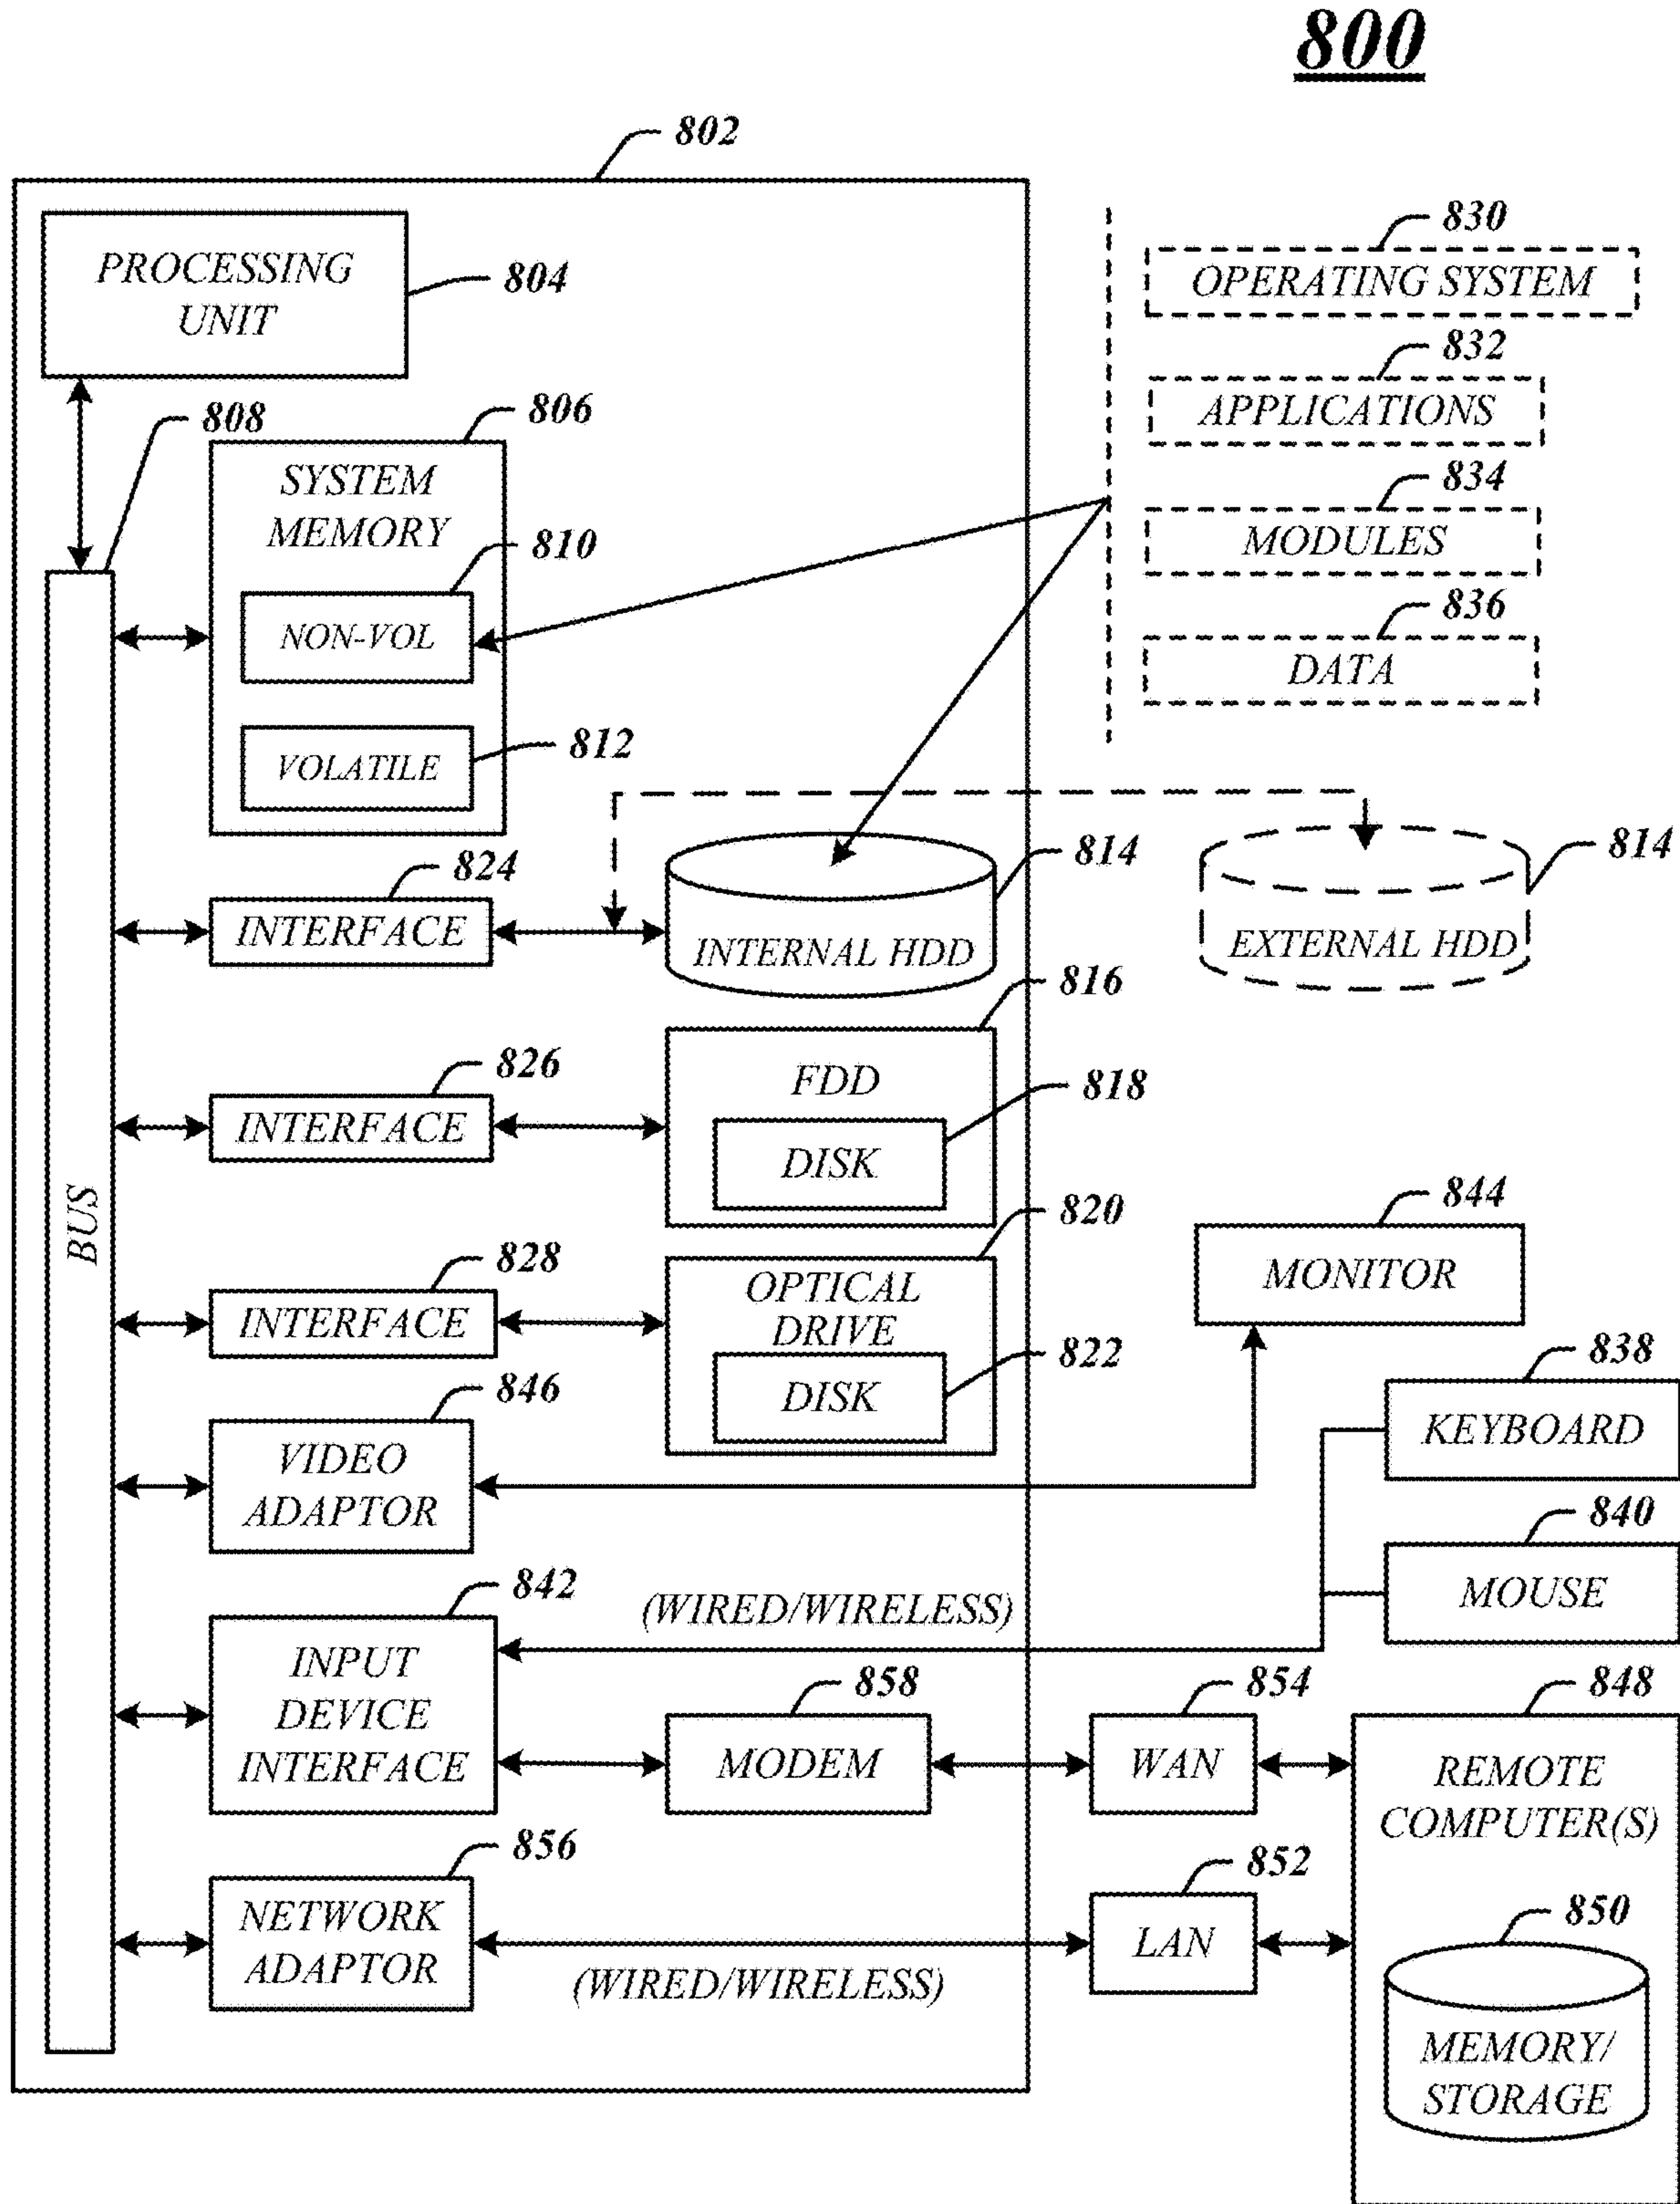 800
802
PROCESSING
UNIT
804
830
OPERATING SYSTEM
832
APPLICATIONS
834
MODULES
836
DATA
808
806
SYSTEM
MEMORY
810
NON-VOL
812
VOLATILE
BUS
824
INTERFACE
814
INTERNAL HDD
814
EXTERNAL HDD
826
INTERFACE
816
FDD
818
DISK
828
INTERFACE
820
OPTICAL
DRIVE
822
DISK
844
MONITOR
846
VIDEO
ADAPTOR
838
KEYBOARD
840
MOUSE
842
INPUT
DEVICE
INTERFACE
(WIRED/WIRELESS)
858
MODEM
854
WAN
848
REMOTE
COMPUTER(S)
856
NETWORK
ADAPTOR
(WIRED/WIRELESS)
852
LAN
850
MEMORY/
STORAGE